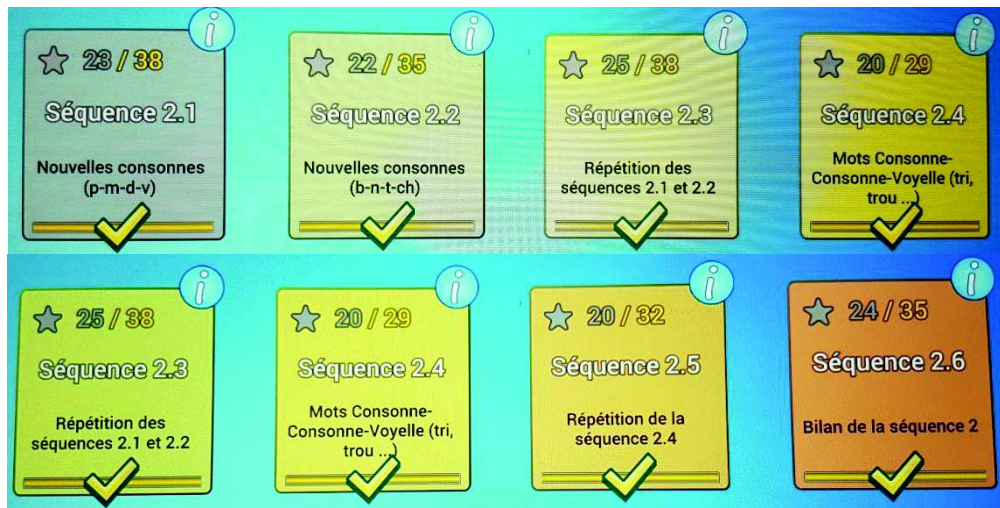 23 / 38
Séquence 2.1
Nouvelles consonnes
(p-m-d-v)
22 / 35
Séquence 2.2
Nouvelles consonnes
(b-n-t-ch)
25 / 38
Séquence 2.3
Répétition des
séquences 2.1 et 2.2
20 / 29
Séquence 2.4
Mots Consonne-
Consonne-Voyelle (tri,
trou ...)
25 / 38
Séquence 2.3
Répétition des
séquences 2.1 et 2.2
20 / 29
Séquence 2.4
Mots Consonne-
Consonne-Voyelle (tri,
trou ...)
20 / 32
Séquence 2.5
Répétition de la
séquence 2.4
24 / 35
Séquence 2.6
Bilan de la séquence 2